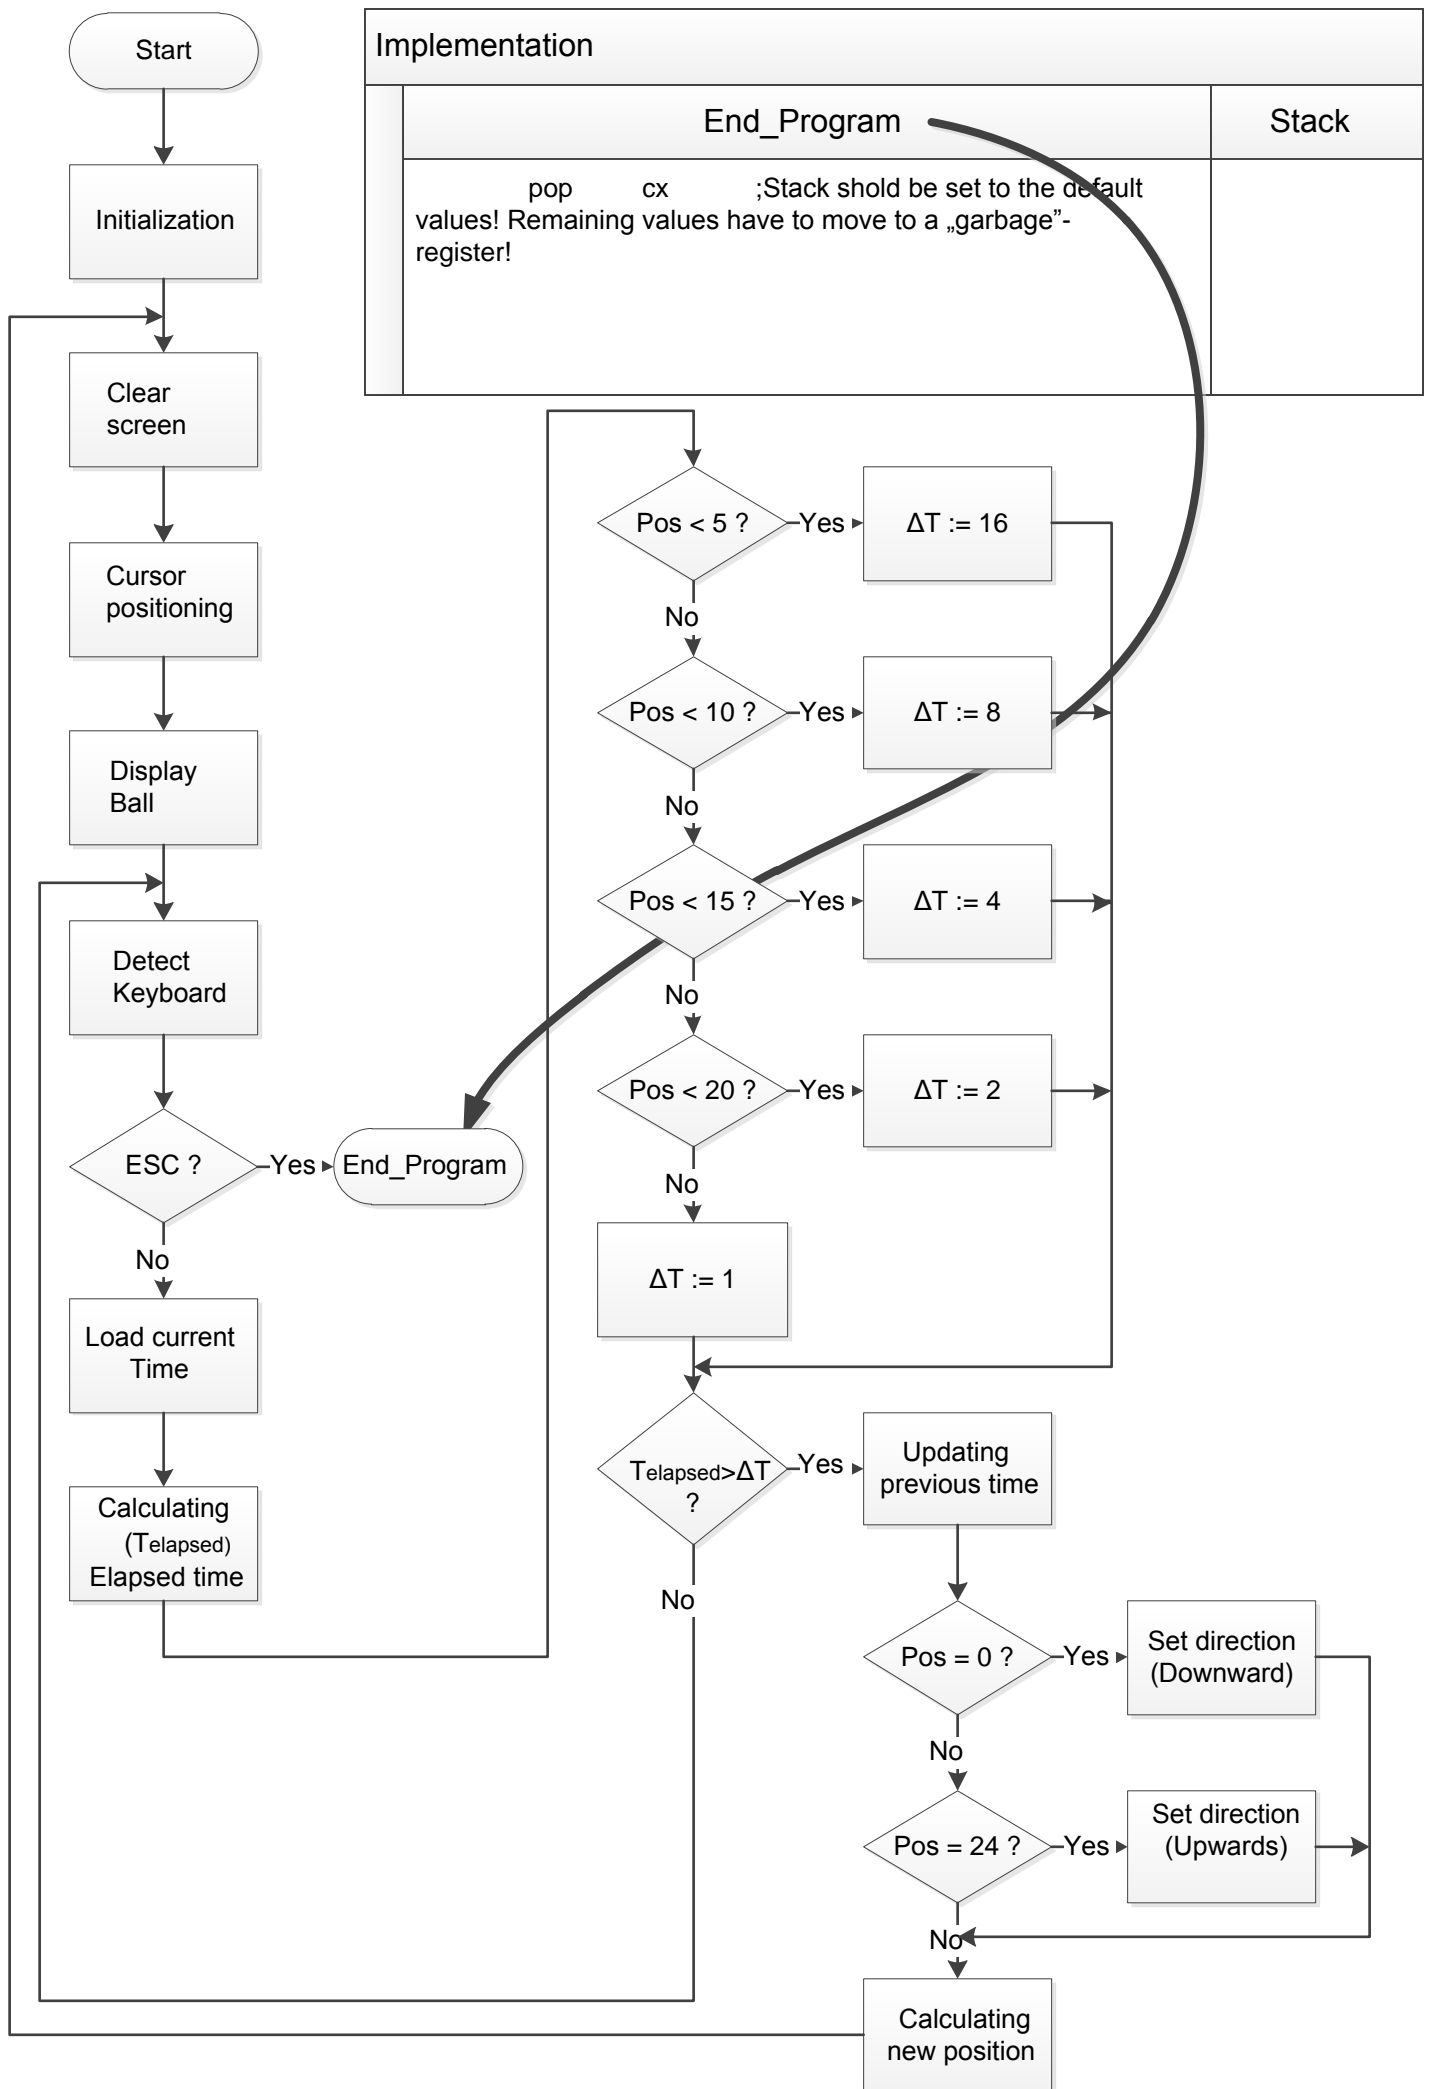 Start
Implementation
End_Program
Stack
pop cx ;Stack shold be set to the default
values! Remaining values have to move to a „garbage”-
register!
Initialization
Clear
screen
Cursor
positioning
Display
Ball
Detect
Keyboard
ESC ?
Yes
End_Program
No
Load current
Time
Calculating
(Telapsed)
Elapsed time
Pos < 5 ?
Yes
ΔT := 16
No
Pos < 10 ?
Yes
ΔT := 8
No
Pos < 15 ?
Yes
ΔT := 4
No
Pos < 20 ?
Yes
ΔT := 2
No
ΔT := 1
Telapsed>ΔT
?
Yes
No
Updating
previous time
Pos = 0 ?
Yes
Set direction
(Downward)
No
Pos = 24 ?
Yes
Set direction
(Upwards)
No
Calculating
new position